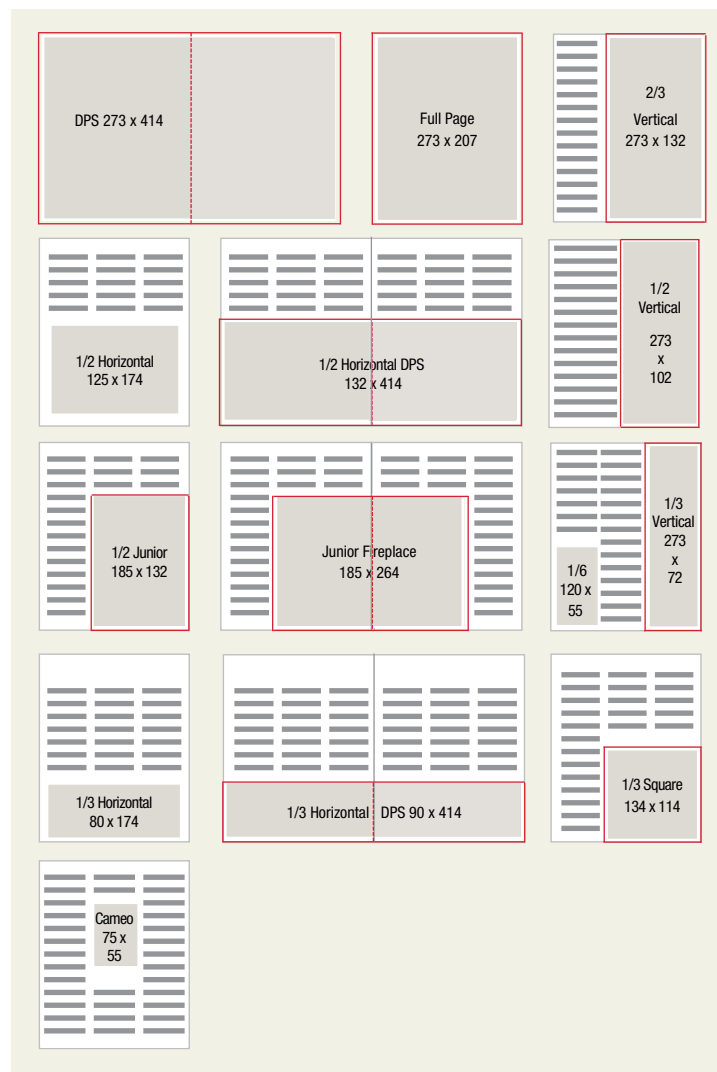 DPS 273 x 414
Full Page
273 x 207
2/3
Vertical
273 x 132
1/2 Horizontal
125 x 174
1/2 Horizontal DPS
132 x 414
1/2
Vertical
273
x
102
1/2 Junior
185 x 132
Junior Fireplace
185 x 264
1/6
120 x
55
1/3
Vertical
273
x
72
1/3 Horizontal
80 x 174
1/3 Horizontal DPS 90 x 414
1/3 Square
134 x 114
Cameo
75 x
55